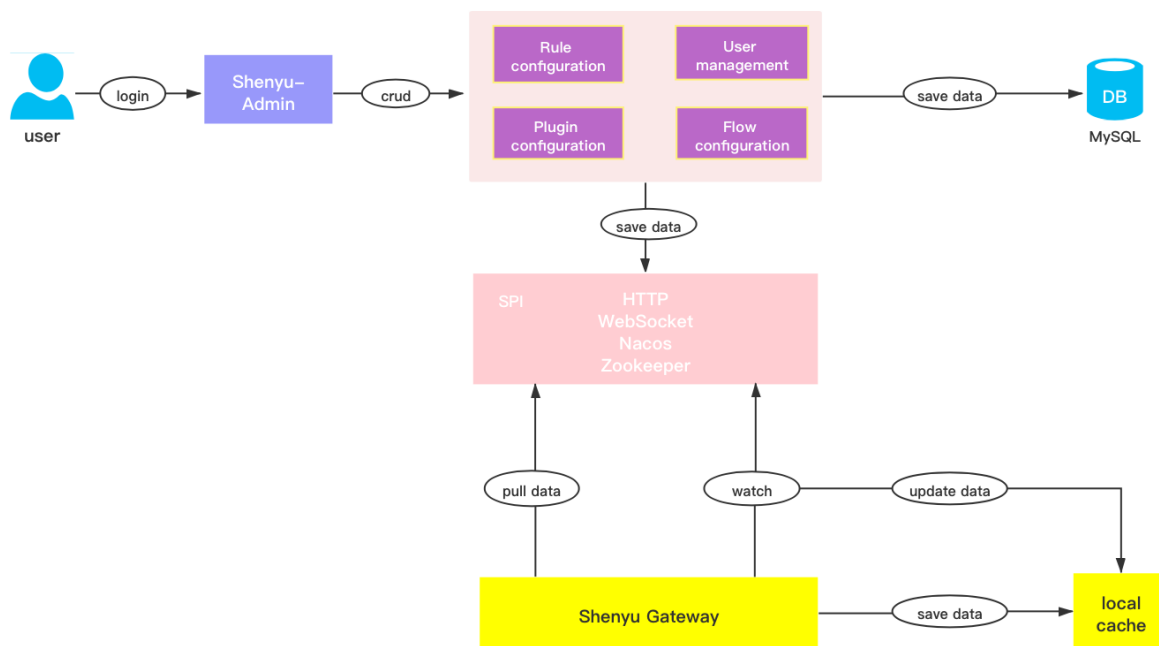 user
login
Shenyu-
Admin
crud
Rule
configuration
User
management
Plugin
configuration
Flow
configuration
save data
DB
MySQL
save data
SPI
HTTP
WebSocket
Nacos
Zookeeper
pull data
watch
update data
Shenyu Gateway
save data
local
cache